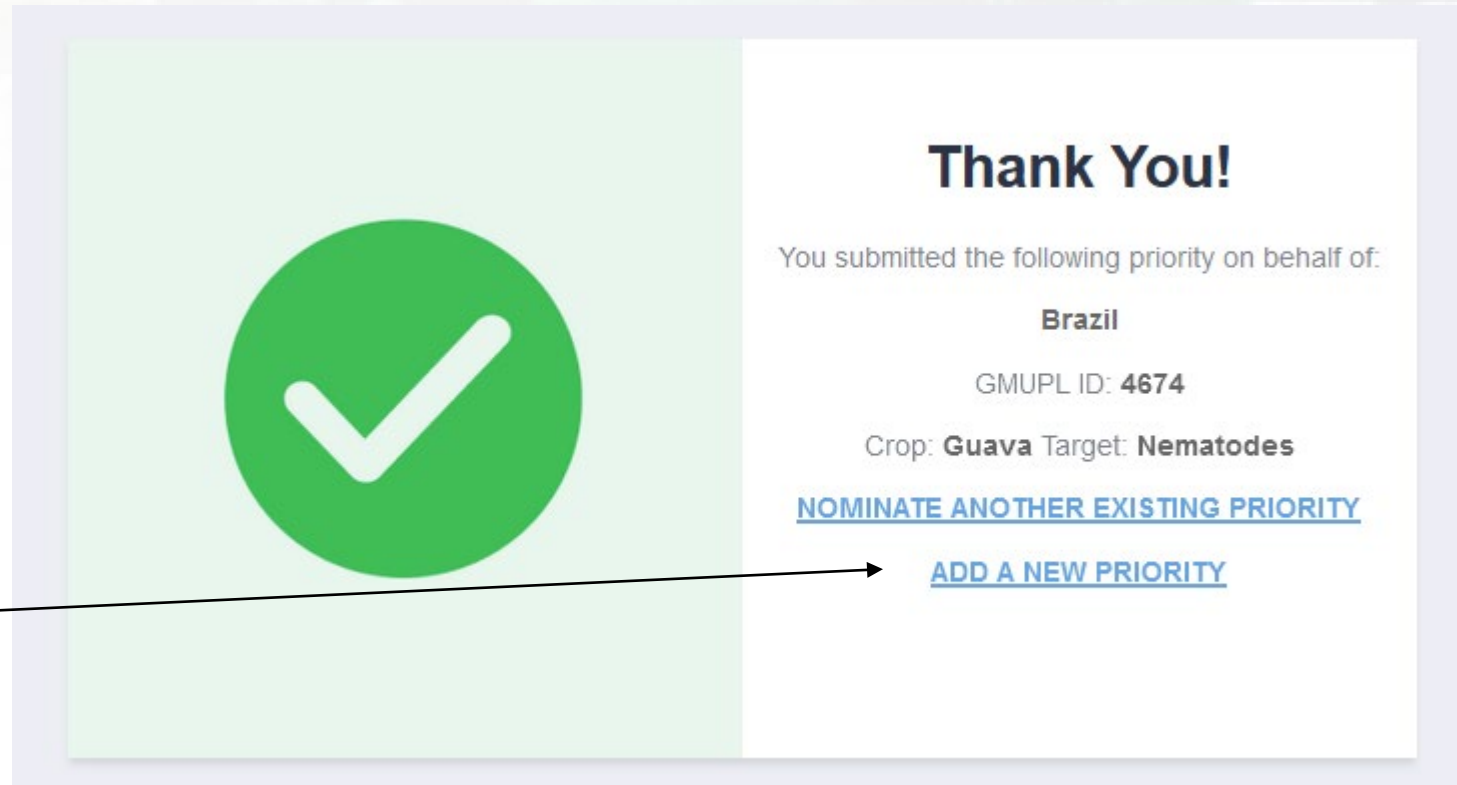 Thank You!
You submitted the following priority on behalf of:
Brazil
GMUPL ID: 4674
Crop: Guava Target: Nematodes
NOMINATE ANOTHER EXISTING PRIORITY
ADD A NEW PRIORITY